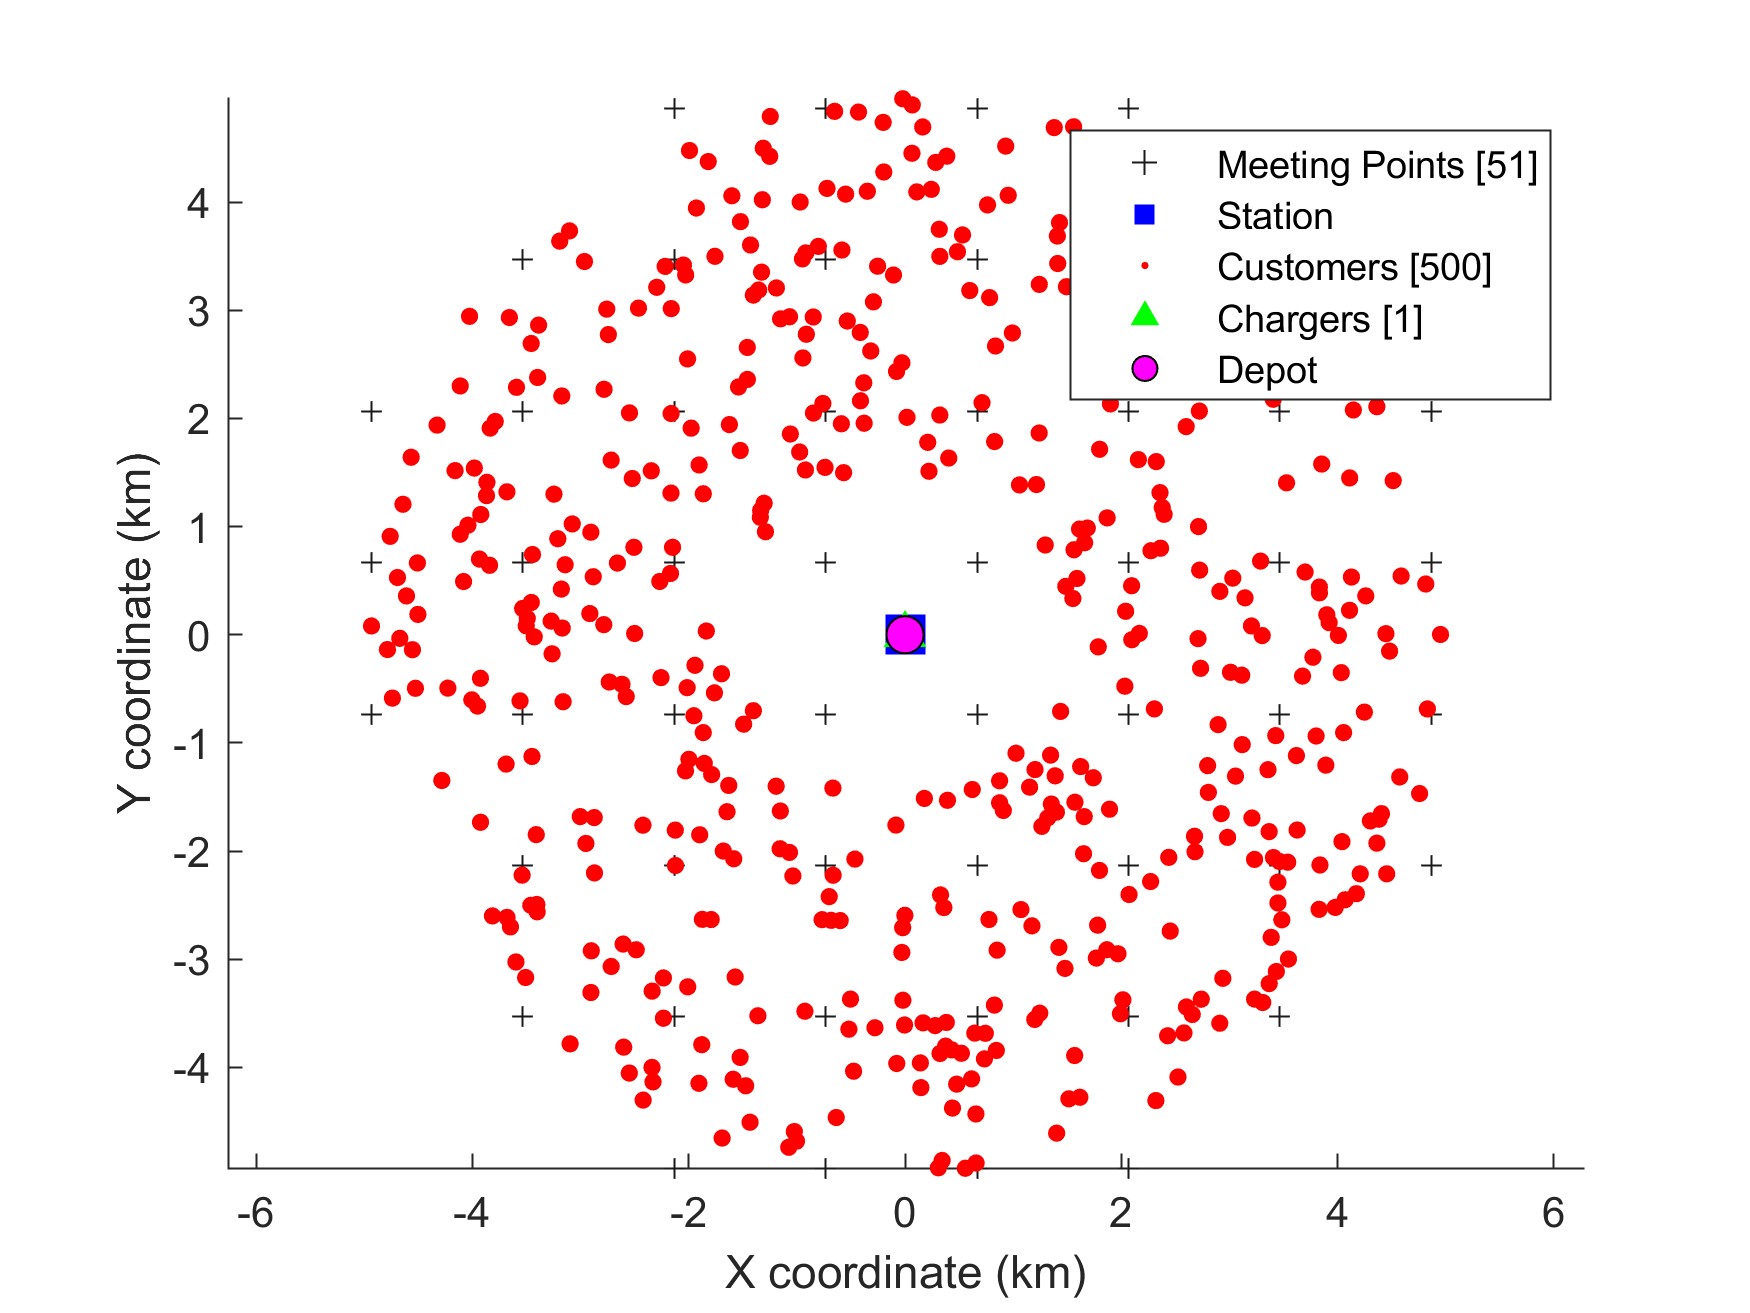 Meeting Points [51]
Station
Customers [500]
Chargers [1]
Depot
4
3
2
1
0
-1
-2
-3
-4
Y coordinate (km)
-6 -4 -2 0 2 4 6
X coordinate (km)